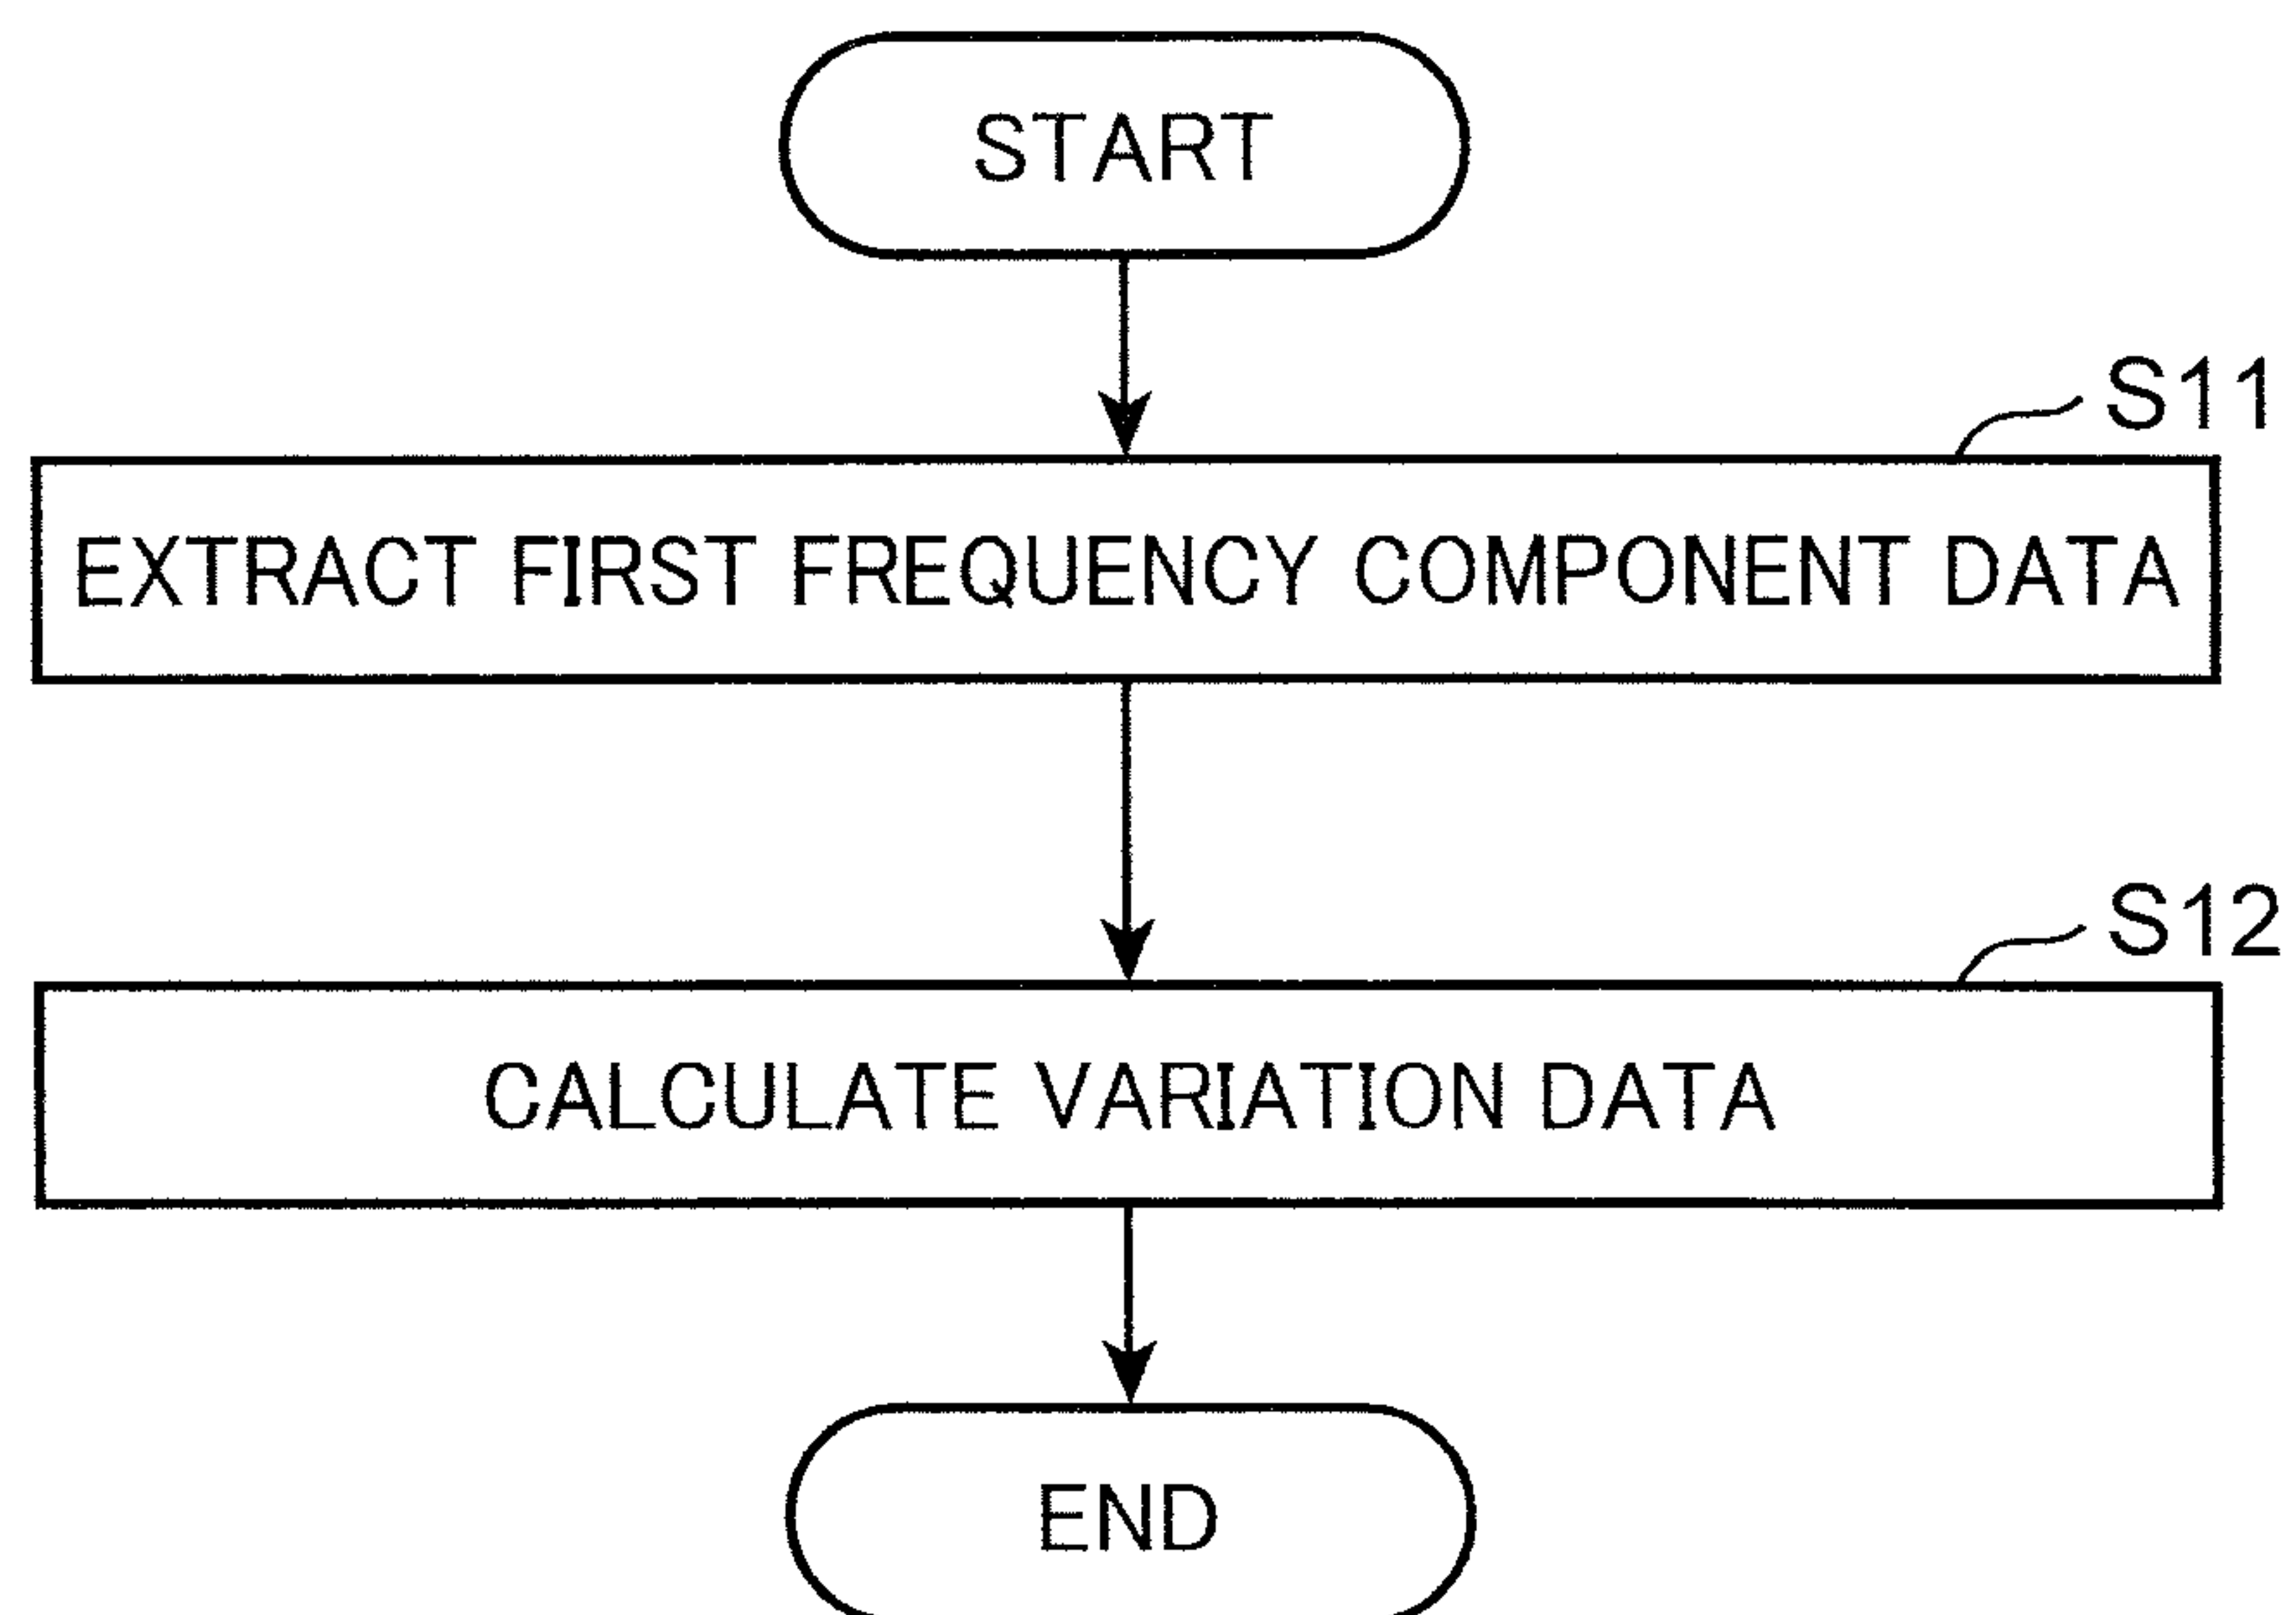 START
S11
EXTRACT FIRST FREQUENCY COMPONENT DATA
S12
CALCULATE VARIATION DATA
END